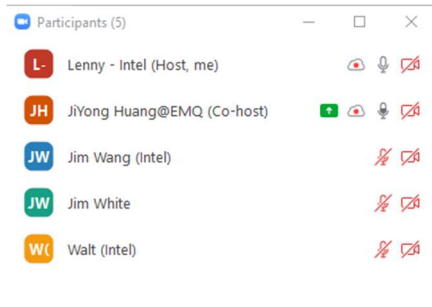 Participants (5)
L- Lenny - Intel (Host, me)
JH JiYong Huang@EMQ (Co-host)
JW Jim Wang (Intel)
JW Jim White
W( Walt (Intel)